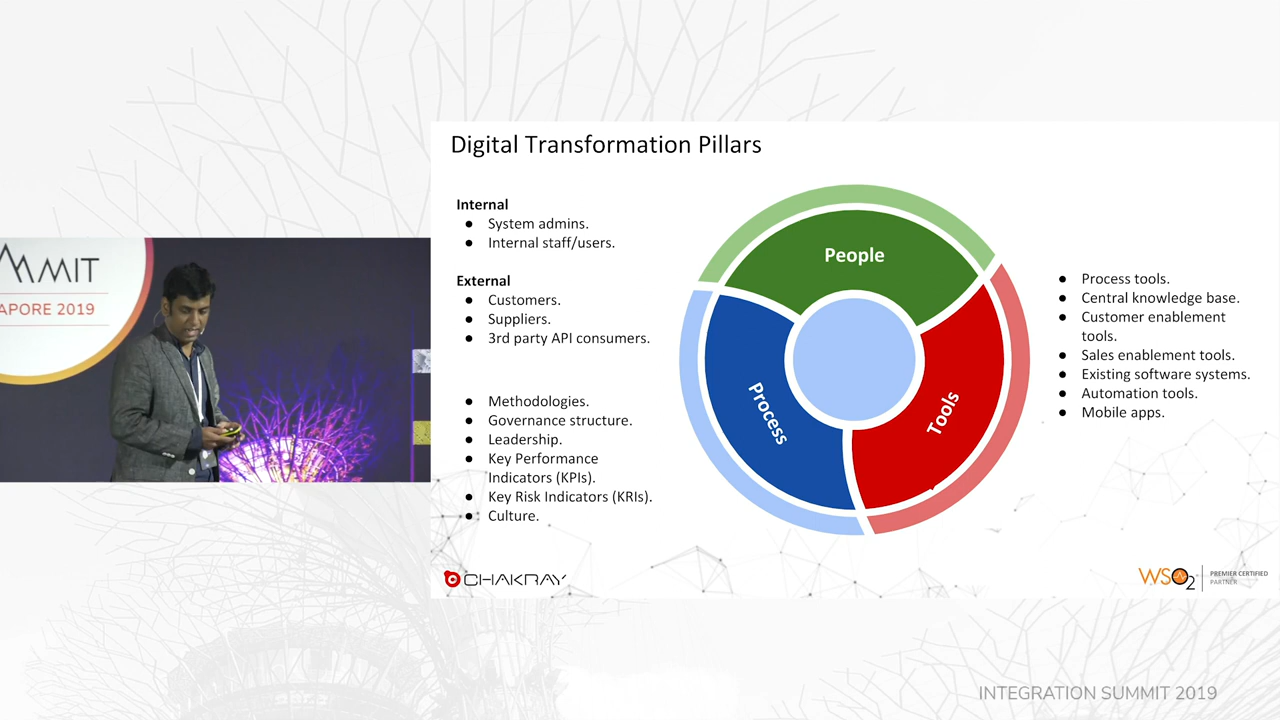 MMIT
APORE 2019
Digital Transformation Pillars
Internal
● System admins.
● Internal staff/users.
External
● Customers.
● Suppliers.
● 3rd party API consumers.
● Methodologies.
● Governance structure.
● Leadership.
● Key Performance
Indicators (KPIs).
● Key Risk Indicators (KRIs).
● Culture.
People
Process
Tools
● Process tools.
● Central knowledge base.
● Customer enablement
tools.
● Sales enablement tools.
● Existing software systems.
● Automation tools.
● Mobile apps.
CHAKRAY
WSO2
PREMIER CERTIFIED
PARTNER
INTEGRATION SUMMIT 2019